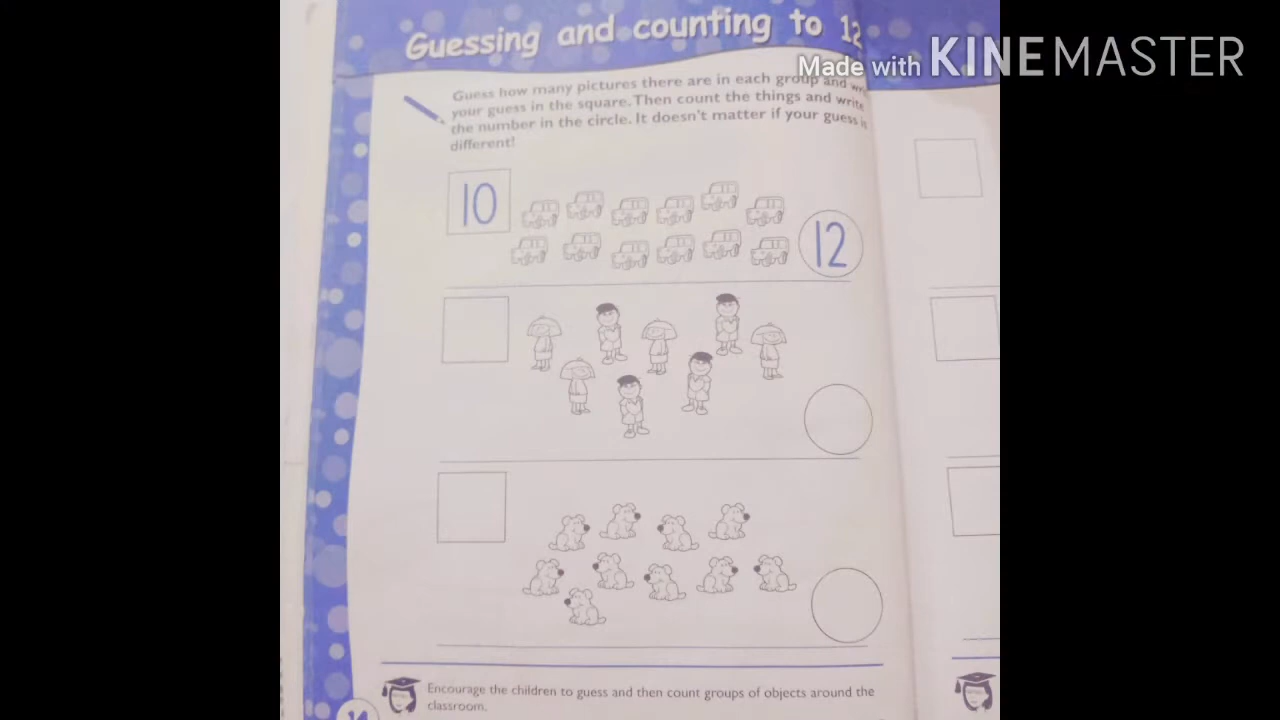 Guessing and counting to 12
Made with KINEMASTER
Guess how many pictures there are in each group and
your guess in the square. Then count the things and write
the number in the circle. It doesn't matter if your guess is
different!
10
12
Encourage the children to guess and then count groups of objects around the
classroom.